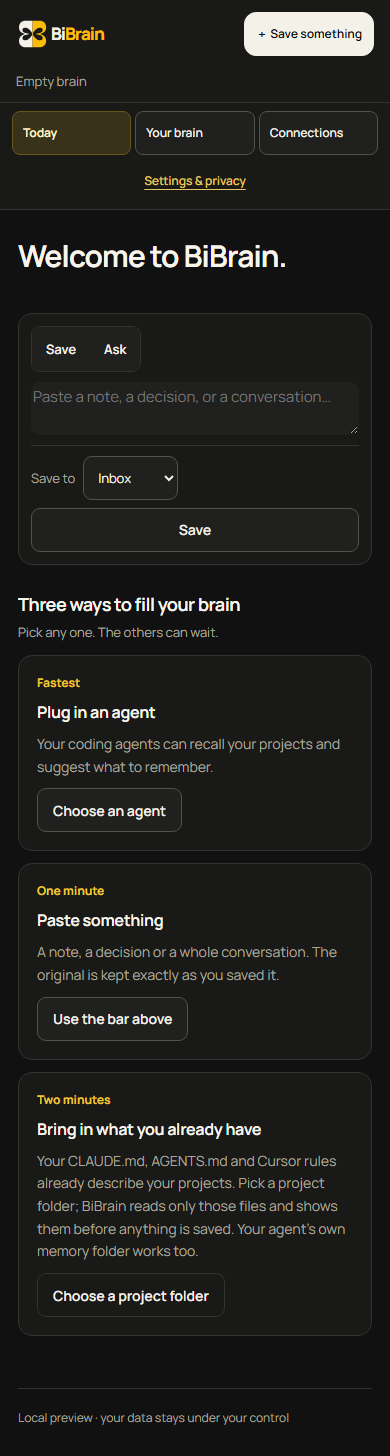 BiBrain
+ Save something
Empty brain
Today
Your brain
Connections
Settings & privacy
Welcome to BiBrain.
Save
Ask
Paste a note, a decision, or a conversation…
Save to
Inbox
Save
Three ways to fill your brain
Pick any one. The others can wait.
Fastest
Plug in an agent
Your coding agents can recall your projects and
suggest what to remember.
Choose an agent
One minute
Paste something
A note, a decision or a whole conversation. The
original is kept exactly as you saved it.
Use the bar above
Two minutes
Bring in what you already have
Your CLAUDE.md, AGENTS.md and Cursor rules
already describe your projects. Pick a project
folder; BiBrain reads only those files and shows
them before anything is saved. Your agent's own
memory folder works too.
Choose a project folder
Local preview · your data stays under your control